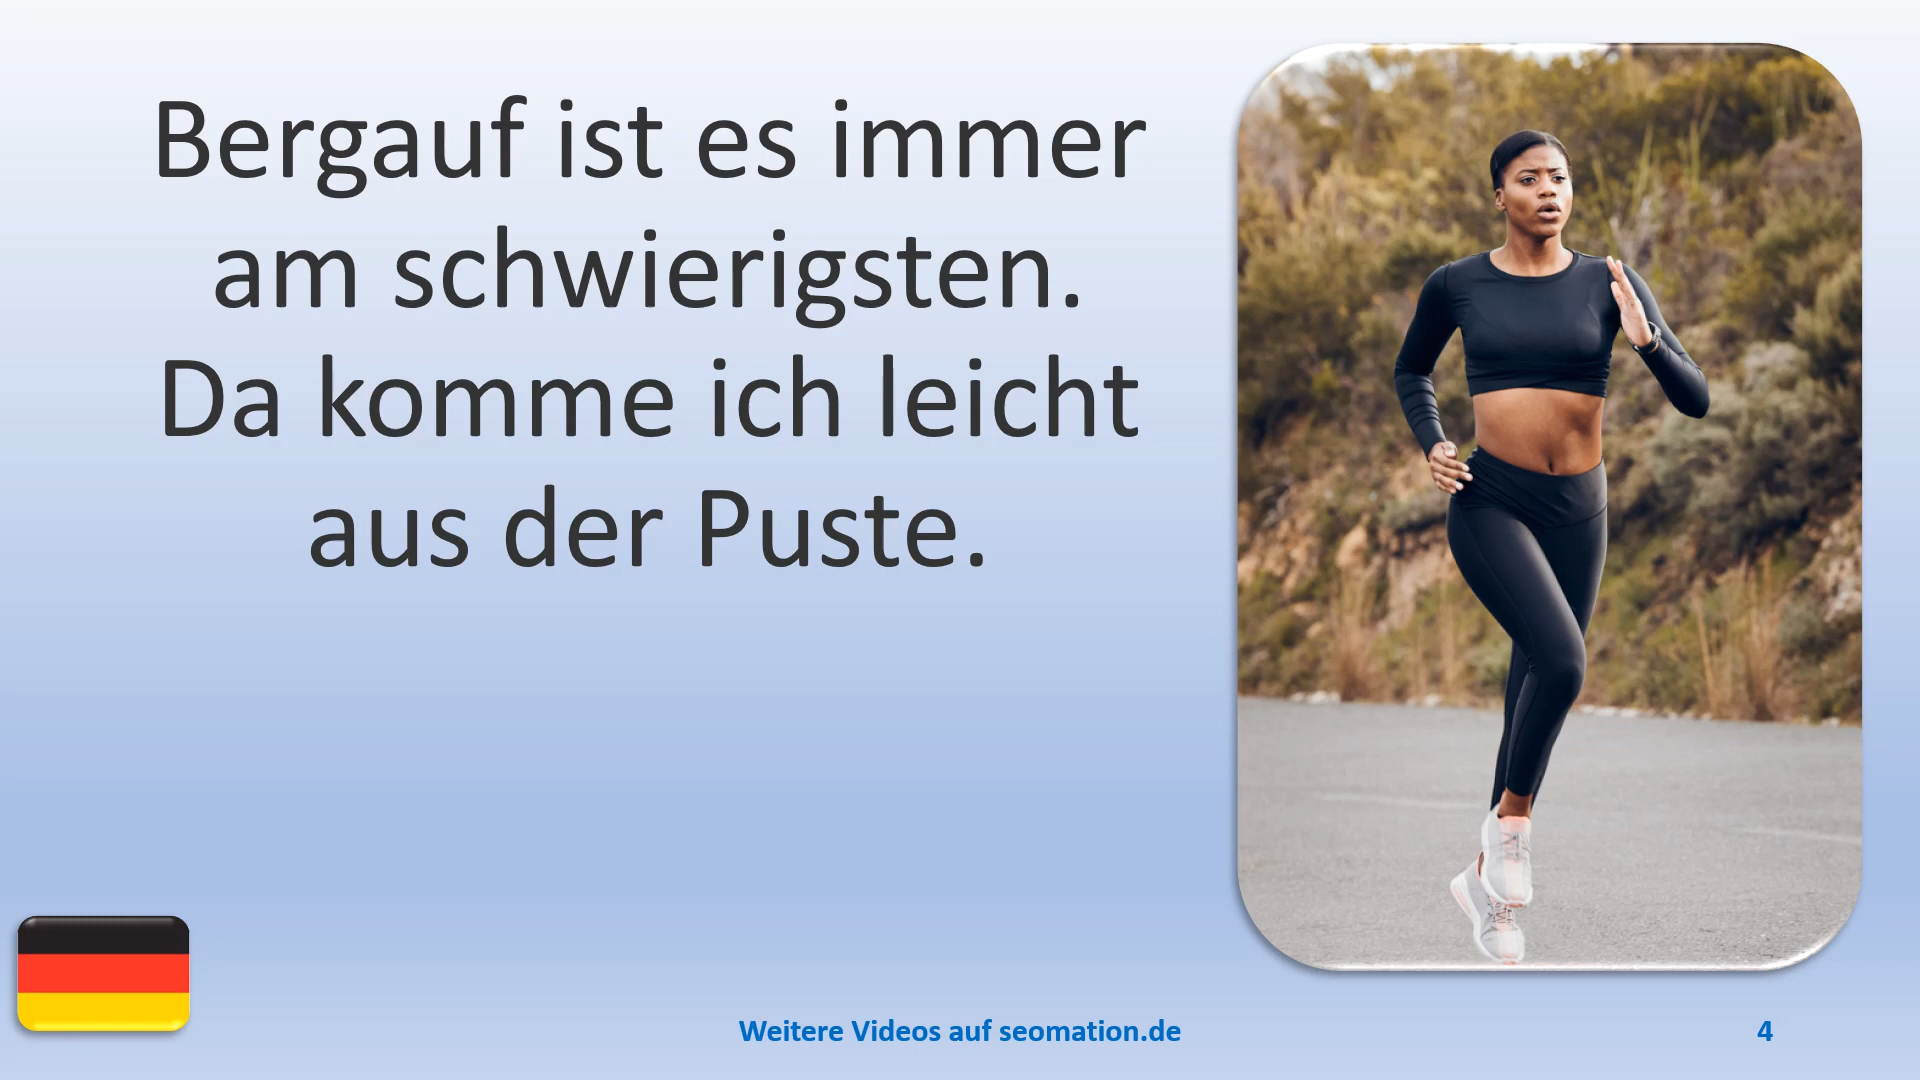 Bergauf ist es immer
am schwierigsten.
Da komme ich leicht
aus der Puste.
Weitere Videos auf seomation.de
4